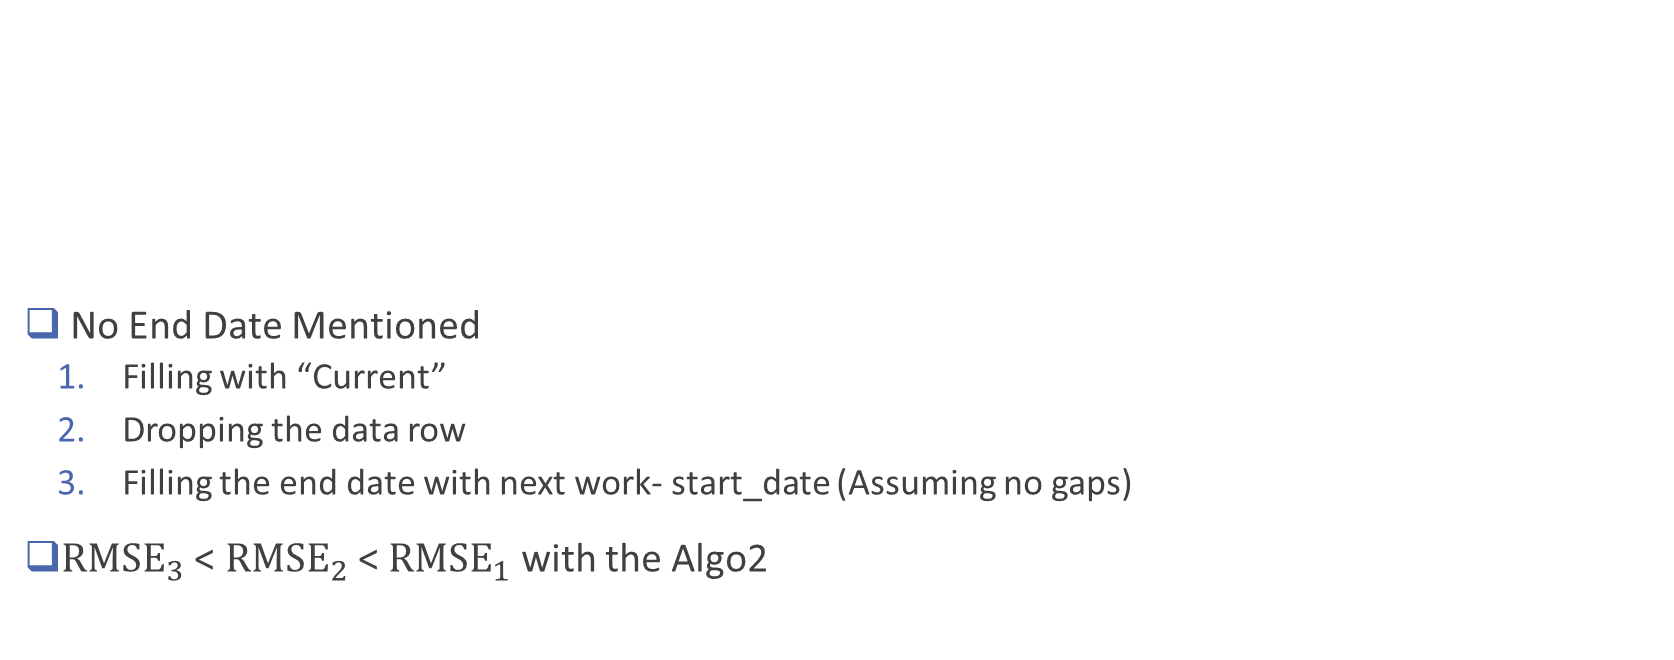 ❑ No End Date Mentioned
1. Filling with “Current”
2. Dropping the data row
3. Filling the end date with next work- start_date (Assuming no gaps)
❑RMSE₃ < RMSE₂ < RMSE₁ with the Algo2